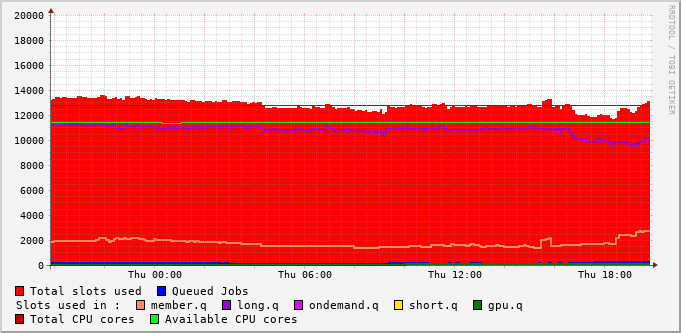 20000
18000
16000
14000
12000
10000
8000
6000
4000
2000
0
Thu 00:00 Thu 06:00 Thu 12:00 Thu 18:00
RRDTOOL / TOBI OETIKER
Total slots used Queued Jobs
Slots used in : member.q long.q ondemand.q short.q gpu.q
Total CPU cores Available CPU cores